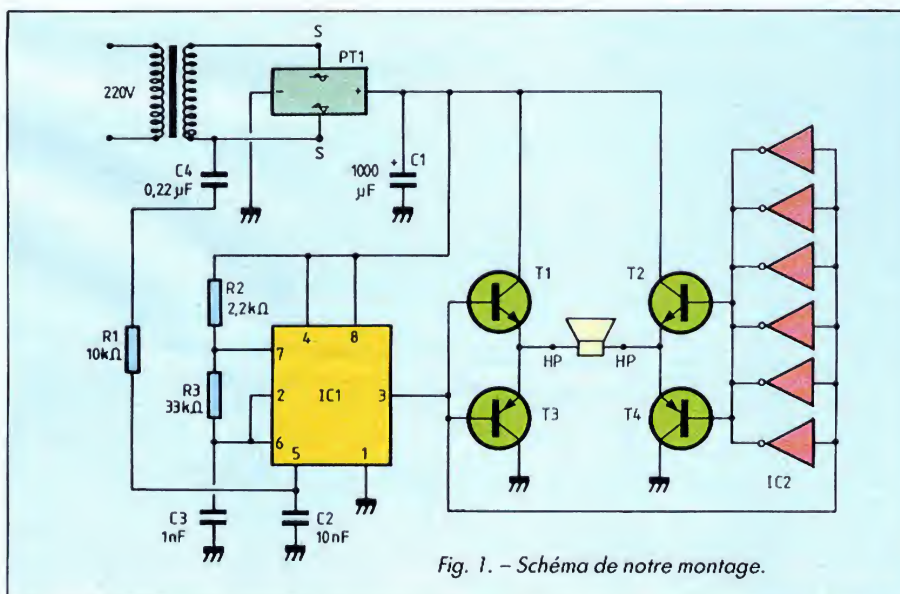 S
PT1
220V
~
-
+
~
S
C4
0,22 µF
+
C1
1000
µF
R2
2,2kΩ
R1
10kΩ
R3
33kΩ
4
8
7
2
6
5
1
3
IC1
C3
1nF
C2
10nF
T1
T2
HP
HP
T3
T4
IC2
Fig. 1. – Schéma de notre montage.